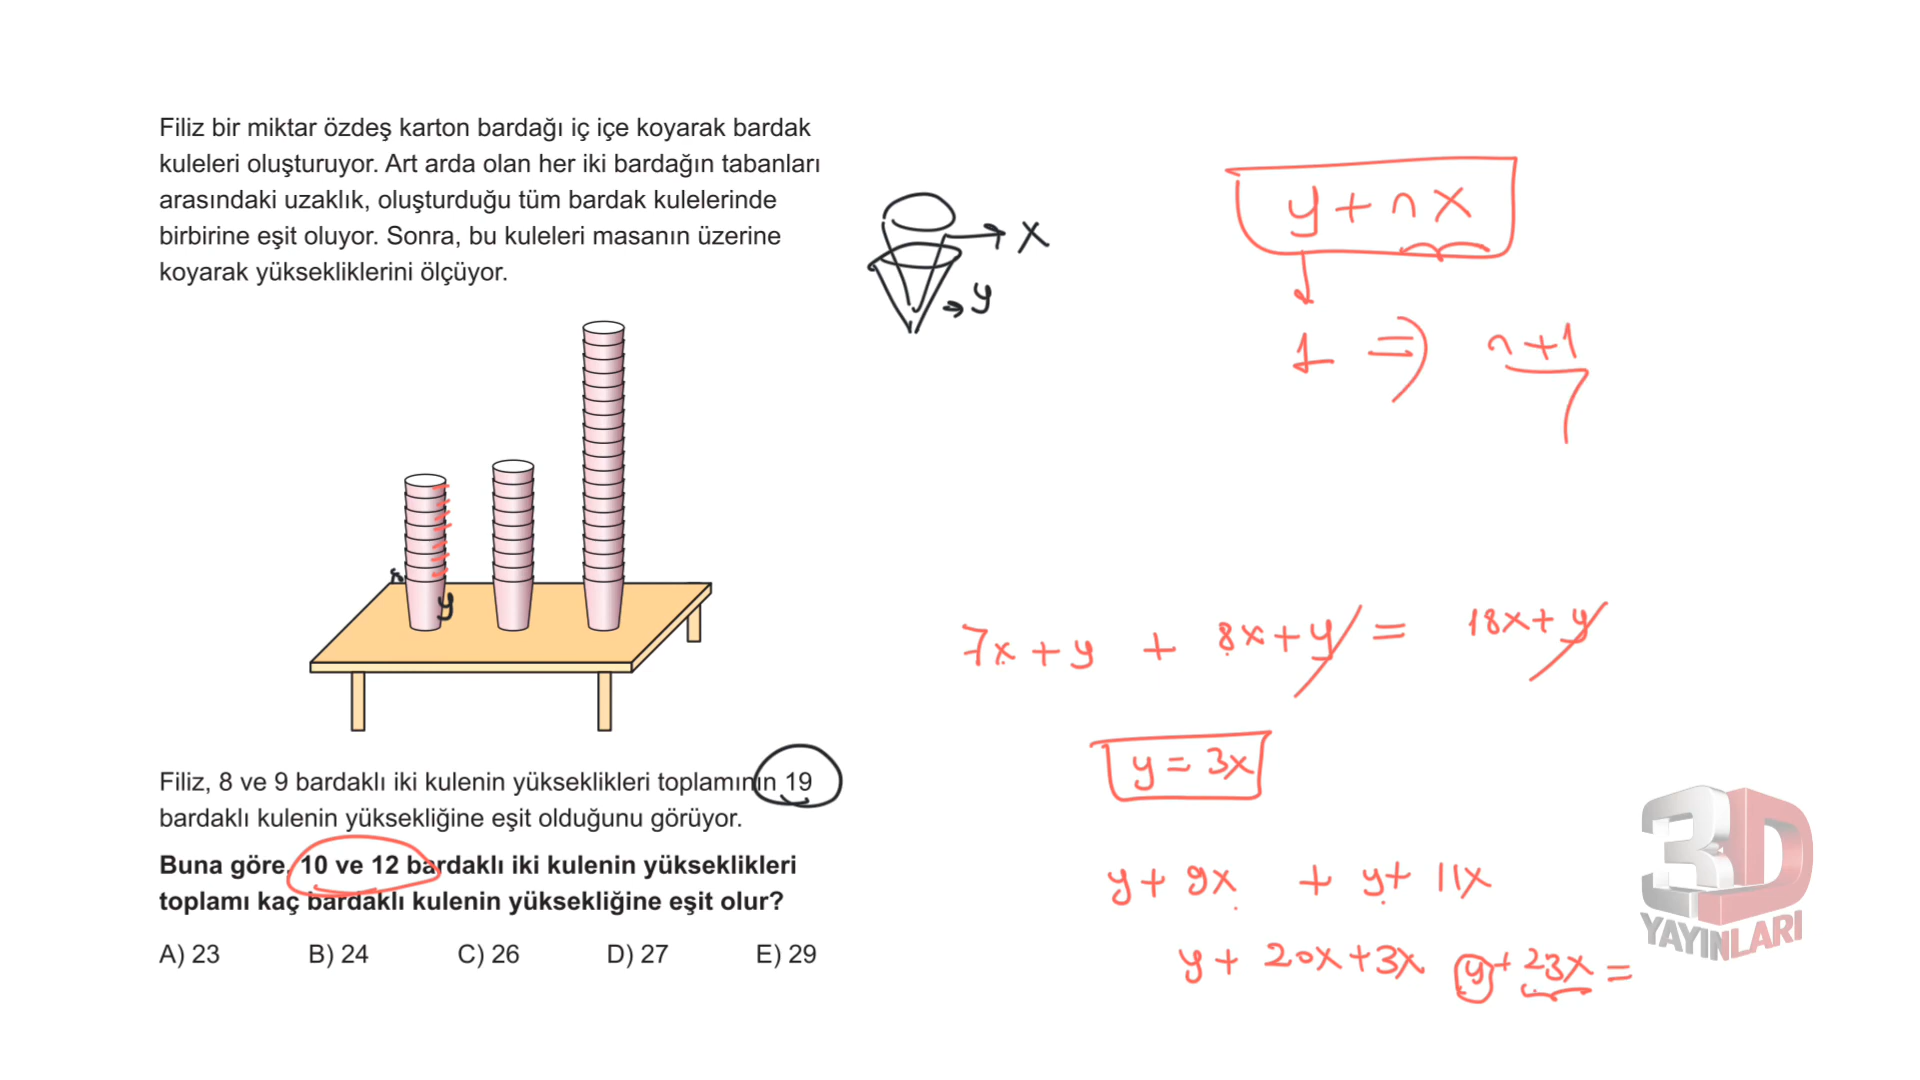 Filiz bir miktar özdeş karton bardağı iç içe koyarak bardak
kuleleri oluşturuyor. Art arda olan her iki bardağın tabanları
arasındaki uzaklık, oluşturduğu tüm bardak kulelerinde
birbirine eşit oluyor. Sonra, bu kuleleri masanın üzerine
koyarak yüksekliklerini ölçüyor.
x
y
y + nx
1 ⇒ n+1
x
y
7x + y + 8x + y = 18x + y
y = 3x
y + 9x + y + 11x
y + 20x + 3x y + 23x =
Filiz, 8 ve 9 bardaklı iki kulenin yükseklikleri toplamının 19
bardaklı kulenin yüksekliğine eşit olduğunu görüyor.
Buna göre, 10 ve 12 bardaklı iki kulenin yükseklikleri
toplamı kaç bardaklı kulenin yüksekliğine eşit olur?
A) 23 B) 24 C) 26 D) 27 E) 29
3D
YAYINLARI